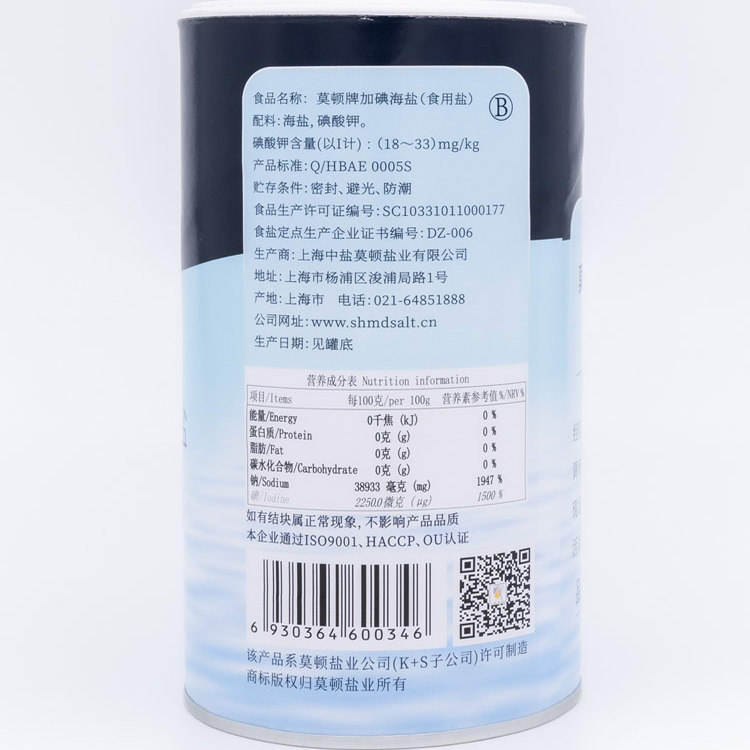 食品名称: 莫顿牌加碘海盐(食用盐)
B
配料: 海盐, 碘酸钾。
碘酸钾含量(以I计): (18～33)mg/kg
产品标准: Q/HBAE 0005S
贮存条件: 密封、避光、防潮
食品生产许可证编号: SC10331011000177
食盐定点生产企业证书编号: DZ-006
生产商: 上海中盐莫顿盐业有限公司
地址: 上海市杨浦区浚浦局路1号
产地: 上海市 电话: 021-64851888
公司网址: www.shmdsalt.cn
生产日期: 见罐底
营养成分表 Nutrition information
项目/Items 每100克/per 100g 营养素参考值%/NRV%
能量/Energy 0千焦 (kJ) 0 %
蛋白质/Protein 0克 (g) 0 %
脂肪/Fat 0克 (g) 0 %
碳水化合物/Carbohydrate 0克 (g) 0 %
钠/Sodium 38933 毫克 (mg) 1947 %
碘/Iodine 2250.0微克 (μg) 1500 %
如有结块属正常现象, 不影响产品品质
本企业通过ISO9001、HACCP、OU认证
6 930364 600346
该产品系莫顿盐业公司(K+S子公司)许可制造
商标版权归莫顿盐业所有